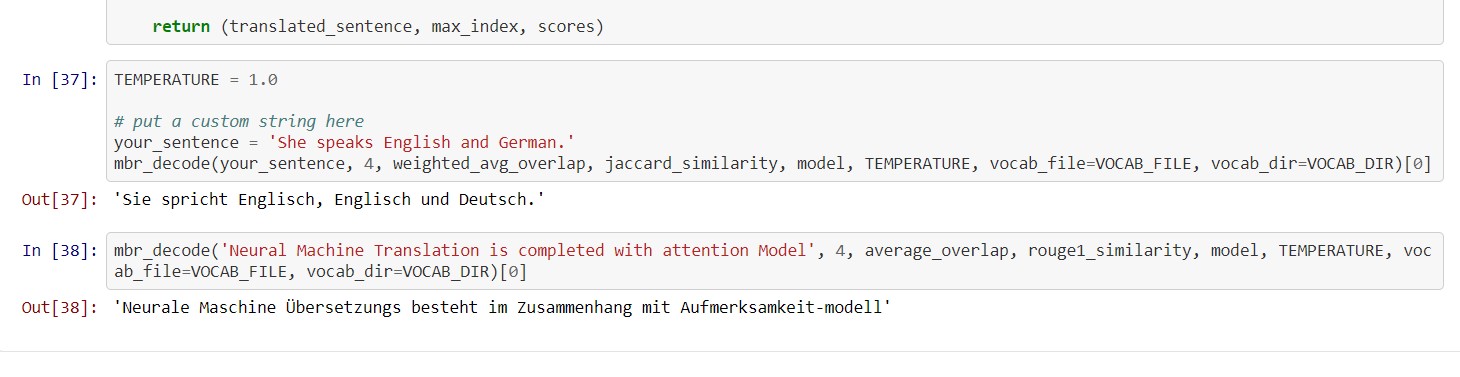 return (translated_sentence, max_index, scores)
In [37]: TEMPERATURE = 1.0
# put a custom string here
your_sentence = 'She speaks English and German.'
mbr_decode(your_sentence, 4, weighted_avg_overlap, jaccard_similarity, model, TEMPERATURE, vocab_file=VOCAB_FILE, vocab_dir=VOCAB_DIR)[0]
Out[37]: 'Sie spricht Englisch, Englisch und Deutsch.'
In [38]: mbr_decode('Neural Machine Translation is completed with attention Model', 4, average_overlap, rouge1_similarity, model, TEMPERATURE, voc
ab_file=VOCAB_FILE, vocab_dir=VOCAB_DIR)[0]
Out[38]: 'Neurale Maschine Übersetzungs besteht im Zusammenhang mit Aufmerksamkeit-modell'